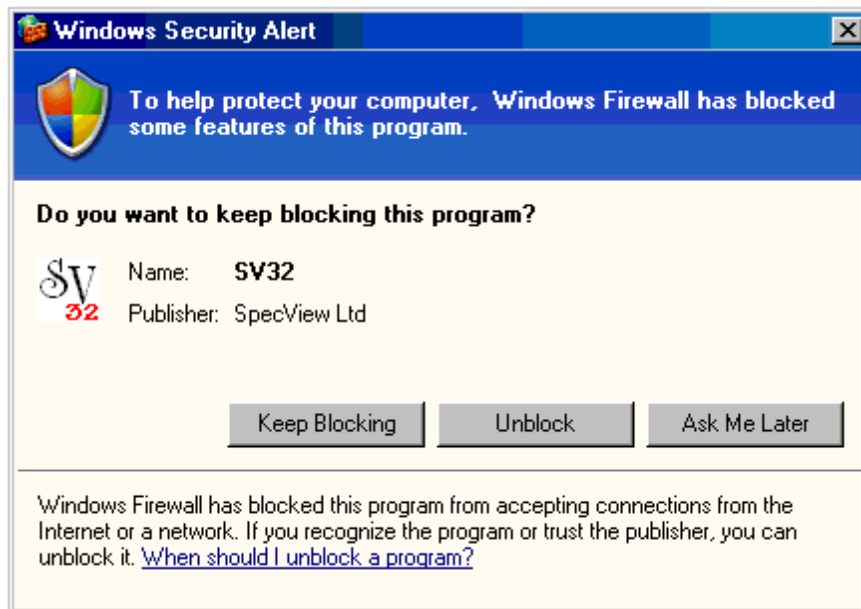 Windows Security Alert
To help protect your computer, Windows Firewall has blocked
some features of this program.
Do you want to keep blocking this program?
SV
32
Name: SV32
Publisher: SpecView Ltd
Keep Blocking Unblock Ask Me Later
Windows Firewall has blocked this program from accepting connections from the
Internet or a network. If you recognize the program or trust the publisher, you can
unblock it. When should I unblock a program?